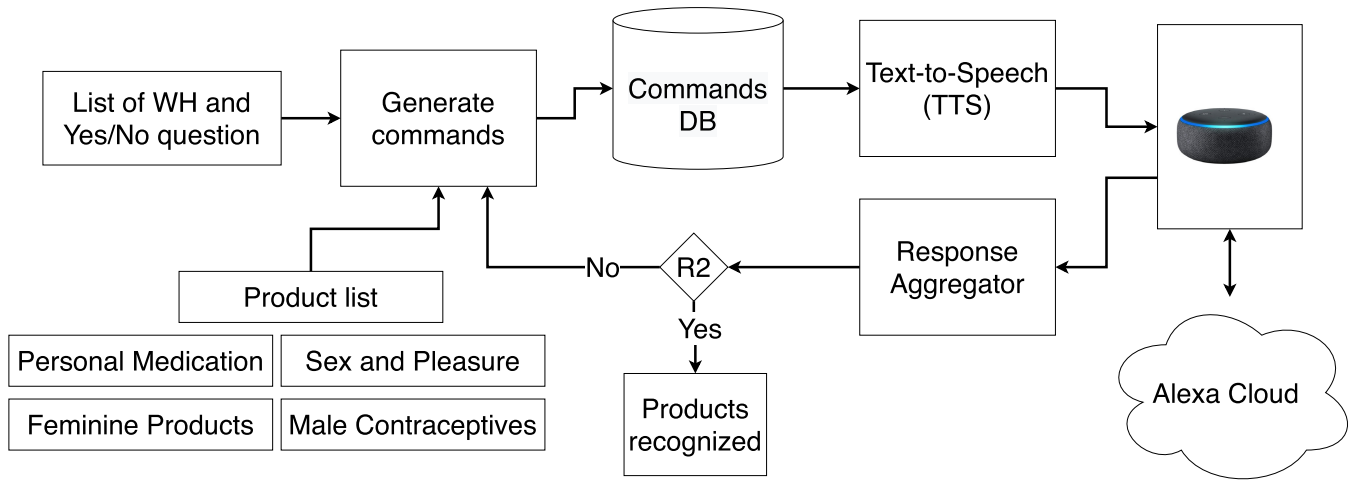 List of WH and
Yes/No question
Generate
commands
Commands
DB
Text-to-Speech
(TTS)
Response
Aggregator
R2
No
Yes
Product list
Personal Medication
Sex and Pleasure
Feminine Products
Male Contraceptives
Products
recognized
Alexa Cloud